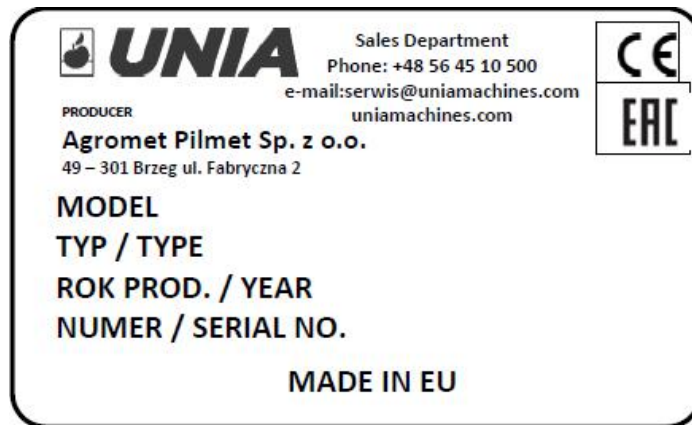 UNIA
Sales Department
Phone: +48 56 45 10 500
e-mail:serwis@uniamachines.com
uniamachines.com
CE
EAC
PRODUCER
Agromet Pilmet Sp. z o.o.
49 – 301 Brzeg ul. Fabryczna 2
MODEL
TYP / TYPE
ROK PROD. / YEAR
NUMER / SERIAL NO.
MADE IN EU